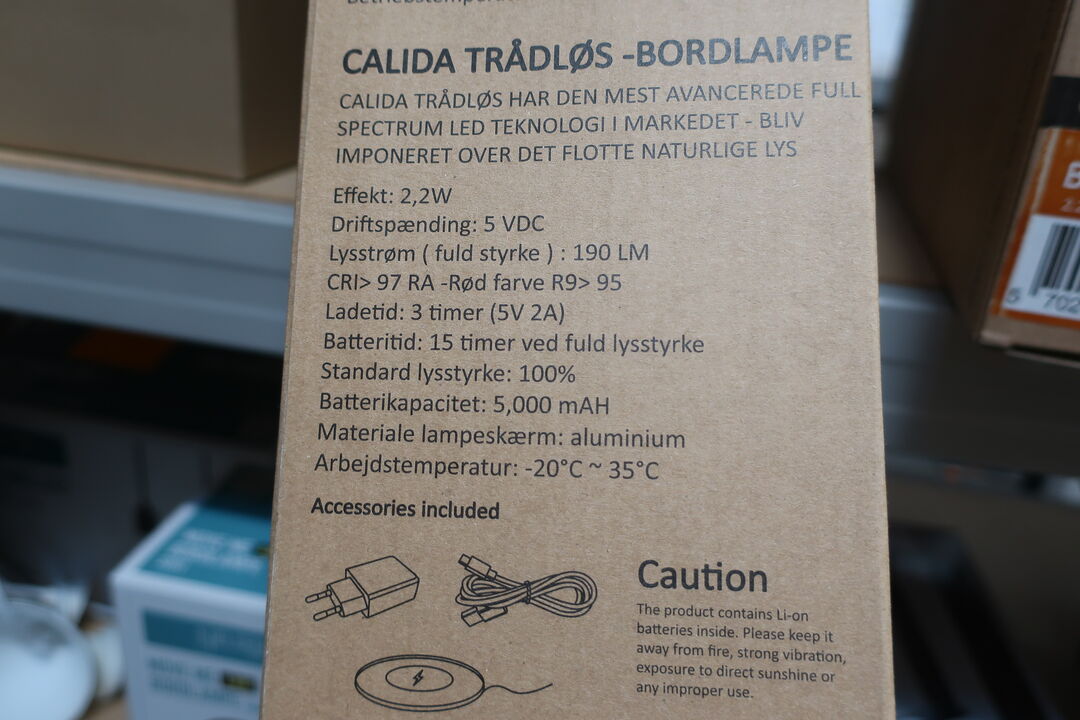 CALIDA TRÅDLØS -BORDLAMPE
CALIDA TRÅDLØS HAR DEN MEST AVANCEREDE FULL
SPECTRUM LED TEKNOLOGI I MARKEDET - BLIV
IMPONERET OVER DET FLOTTE NATURLIGE LYS
Effekt: 2,2W
Driftspænding: 5 VDC
Lysstrøm ( fuld styrke ) : 190 LM
CRI> 97 RA -Rød farve R9> 95
Ladetid: 3 timer (5V 2A)
Batteritid: 15 timer ved fuld lysstyrke
Standard lysstyrke: 100%
Batterikapacitet: 5,000 mAH
Materiale lampeskærm: aluminium
Arbejdstemperatur: -20°C ~ 35°C
Accessories included
Caution
The product contains Li-on
batteries inside. Please keep it
away from fire, strong vibration,
exposure to direct sunshine or
any improper use.
5 702